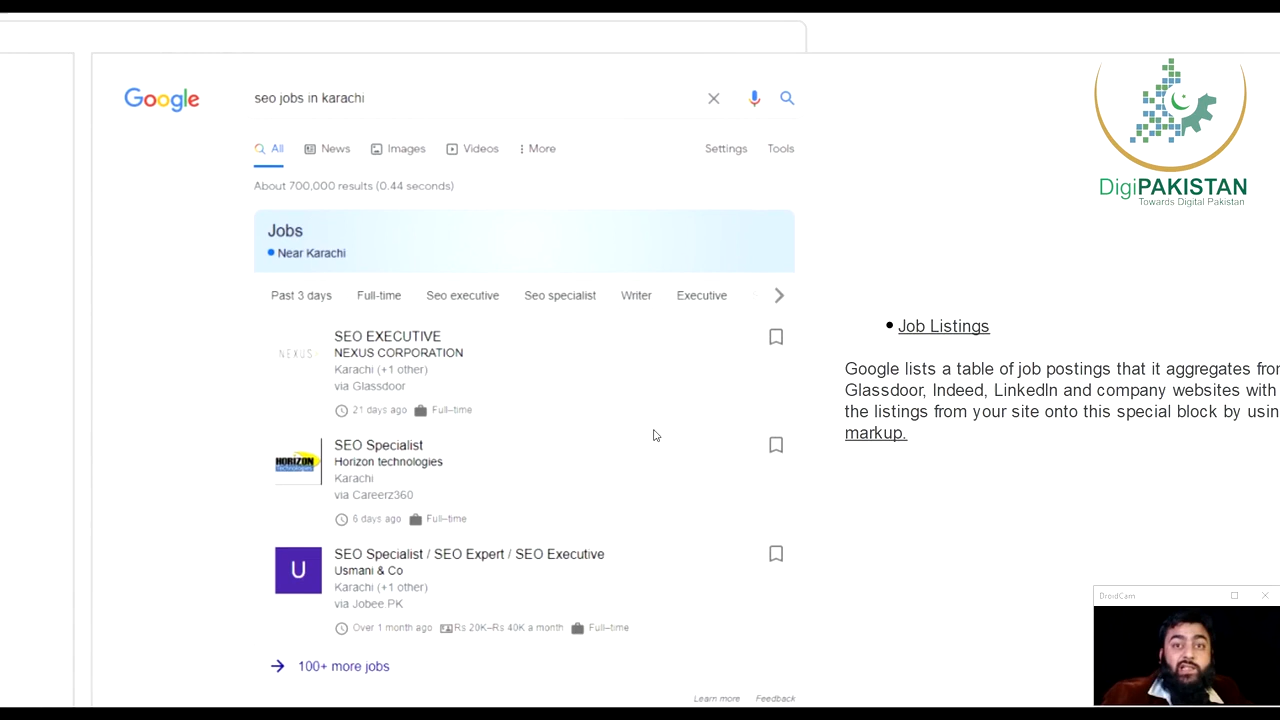 Google
seo jobs in karachi
All News Images Videos More Settings Tools
About 700,000 results (0.44 seconds)
Jobs
Near Karachi
Past 3 days Full-time Seo executive Seo specialist Writer Executive
SEO EXECUTIVE
NEXUS
NEXUS CORPORATION
Karachi (+1 other)
via Glassdoor
21 days ago Full-time
SEO Specialist
HORIZON
Horizon technologies
Karachi
via Careerz360
6 days ago Full-time
SEO Specialist / SEO Expert / SEO Executive
U
Usmani & Co
Karachi (+1 other)
via Jobee.PK
Over 1 month ago Rs 20K–Rs 40K a month Full-time
100+ more jobs
Learn more Feedback
DigiPAKISTAN
Towards Digital Pakistan
• Job Listings
Google lists a table of job postings that it aggregates fro
Glassdoor, Indeed, LinkedIn and company websites with
the listings from your site onto this special block by usin
markup.
DroidCam